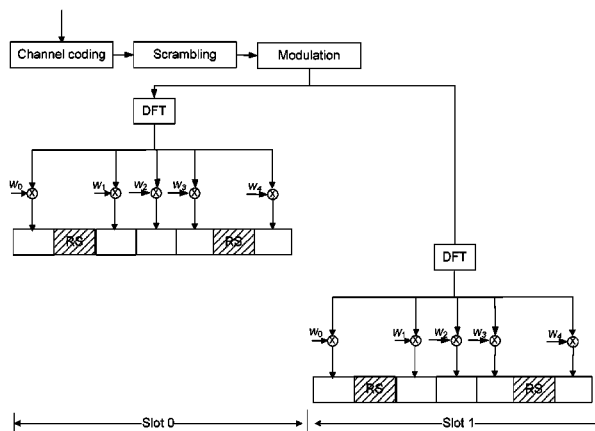 Channel coding
Scrambling
Modulation
DFT
w0
w1
w2
w3
w4
RS
RS
DFT
w0
w1
w2
w3
w4
RS
RS
Slot 0
Slot 1